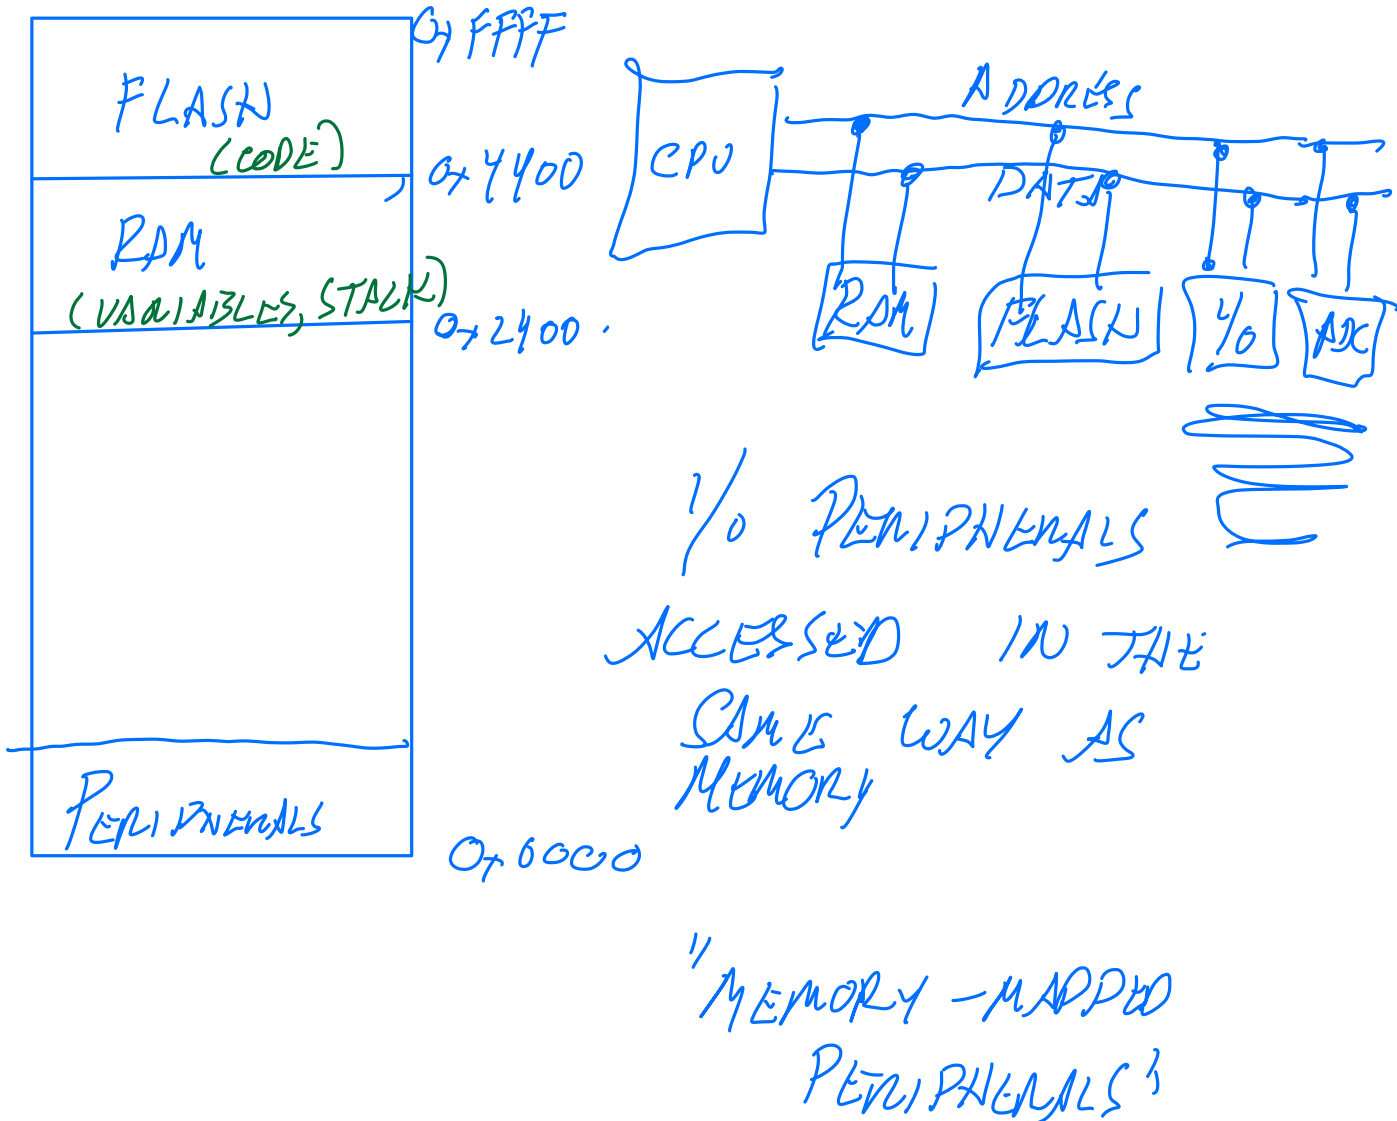 0xFFFF
FLASH
(CODE)
0x4400
RAM
(VARIABLES, STACK)
0x2400
PERIPHERALS
0x0000
CPU
ADDRESS
DATA
RAM
FLASH
I/O
ADC
I/O PERIPHERALS
ACCESSED IN THE
SAME WAY AS
MEMORY
"MEMORY-MAPPED
PERIPHERALS"